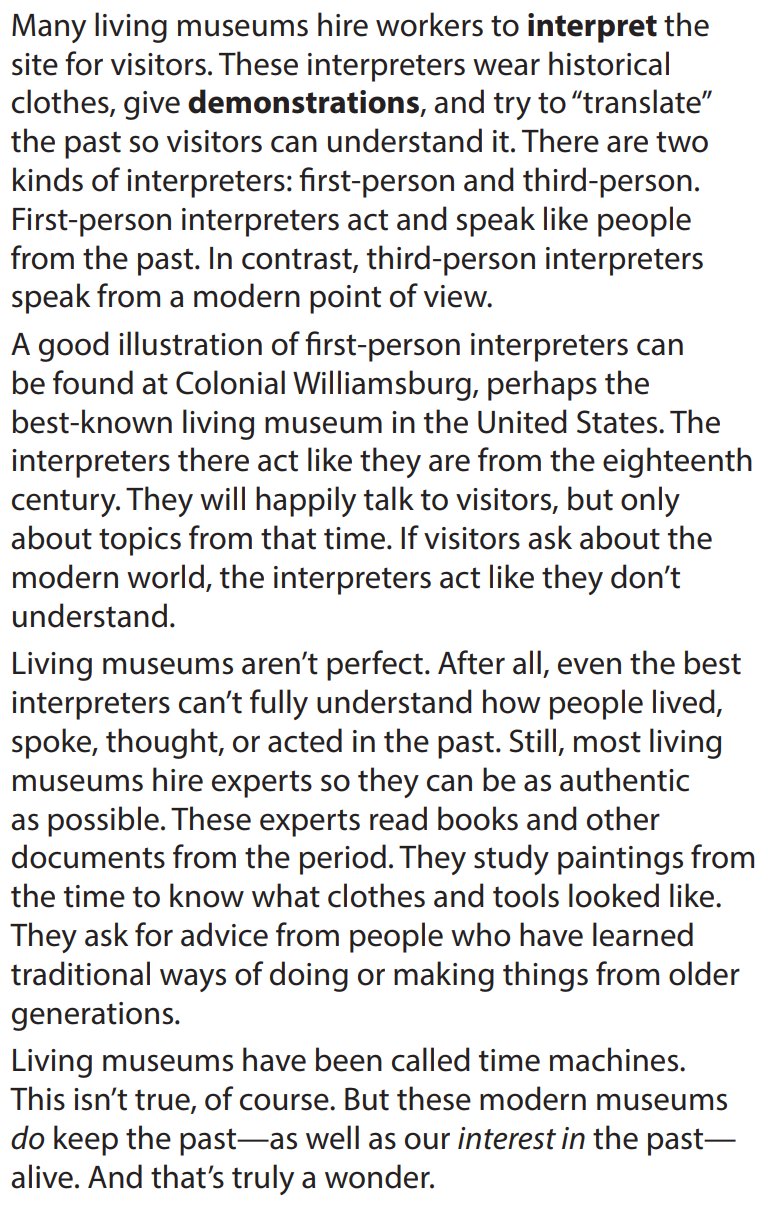 Many living museums hire workers to interpret the
site for visitors. These interpreters wear historical
clothes, give demonstrations, and try to “translate”
the past so visitors can understand it. There are two
kinds of interpreters: first-person and third-person.
First-person interpreters act and speak like people
from the past. In contrast, third-person interpreters
speak from a modern point of view.
A good illustration of first-person interpreters can
be found at Colonial Williamsburg, perhaps the
best-known living museum in the United States. The
interpreters there act like they are from the eighteenth
century. They will happily talk to visitors, but only
about topics from that time. If visitors ask about the
modern world, the interpreters act like they don’t
understand.
Living museums aren’t perfect. After all, even the best
interpreters can’t fully understand how people lived,
spoke, thought, or acted in the past. Still, most living
museums hire experts so they can be as authentic
as possible. These experts read books and other
documents from the period. They study paintings from
the time to know what clothes and tools looked like.
They ask for advice from people who have learned
traditional ways of doing or making things from older
generations.
Living museums have been called time machines.
This isn’t true, of course. But these modern museums
do keep the past—as well as our interest in the past—
alive. And that’s truly a wonder.